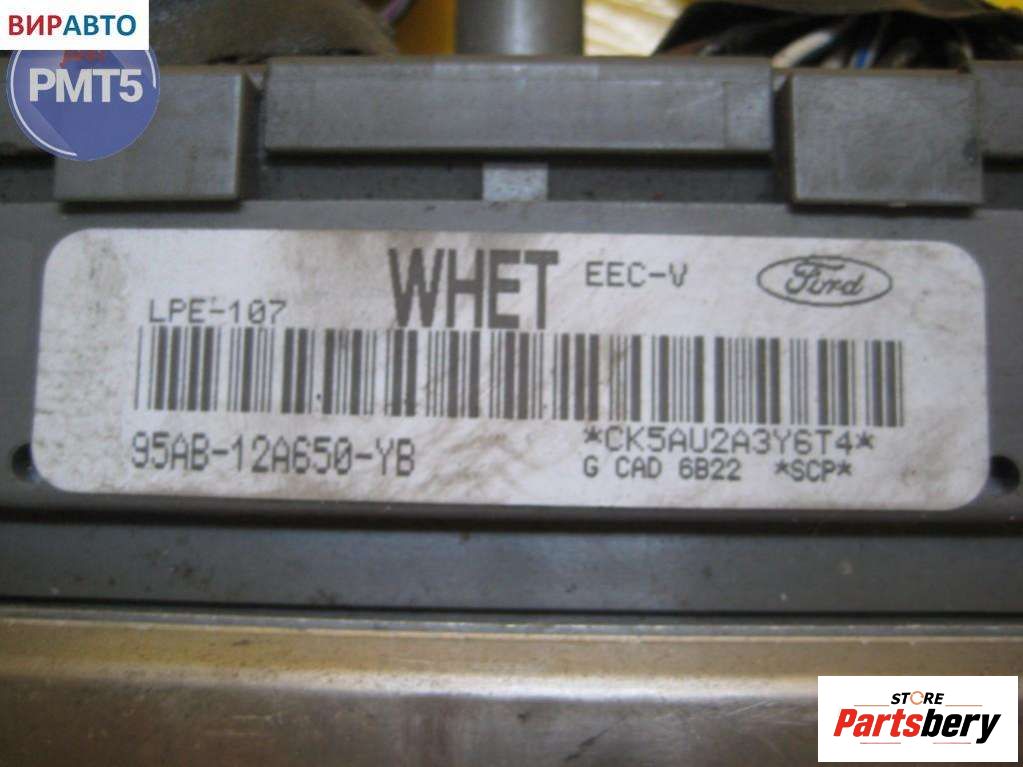 ВИРАВТО
PMT5
WHET
EEC-V
Ford
LPE-107
95AB-12A650-YB
*CK5AU2A3Y6T4*
G CAD 6B22 *SCP*
STORE
Partsbery